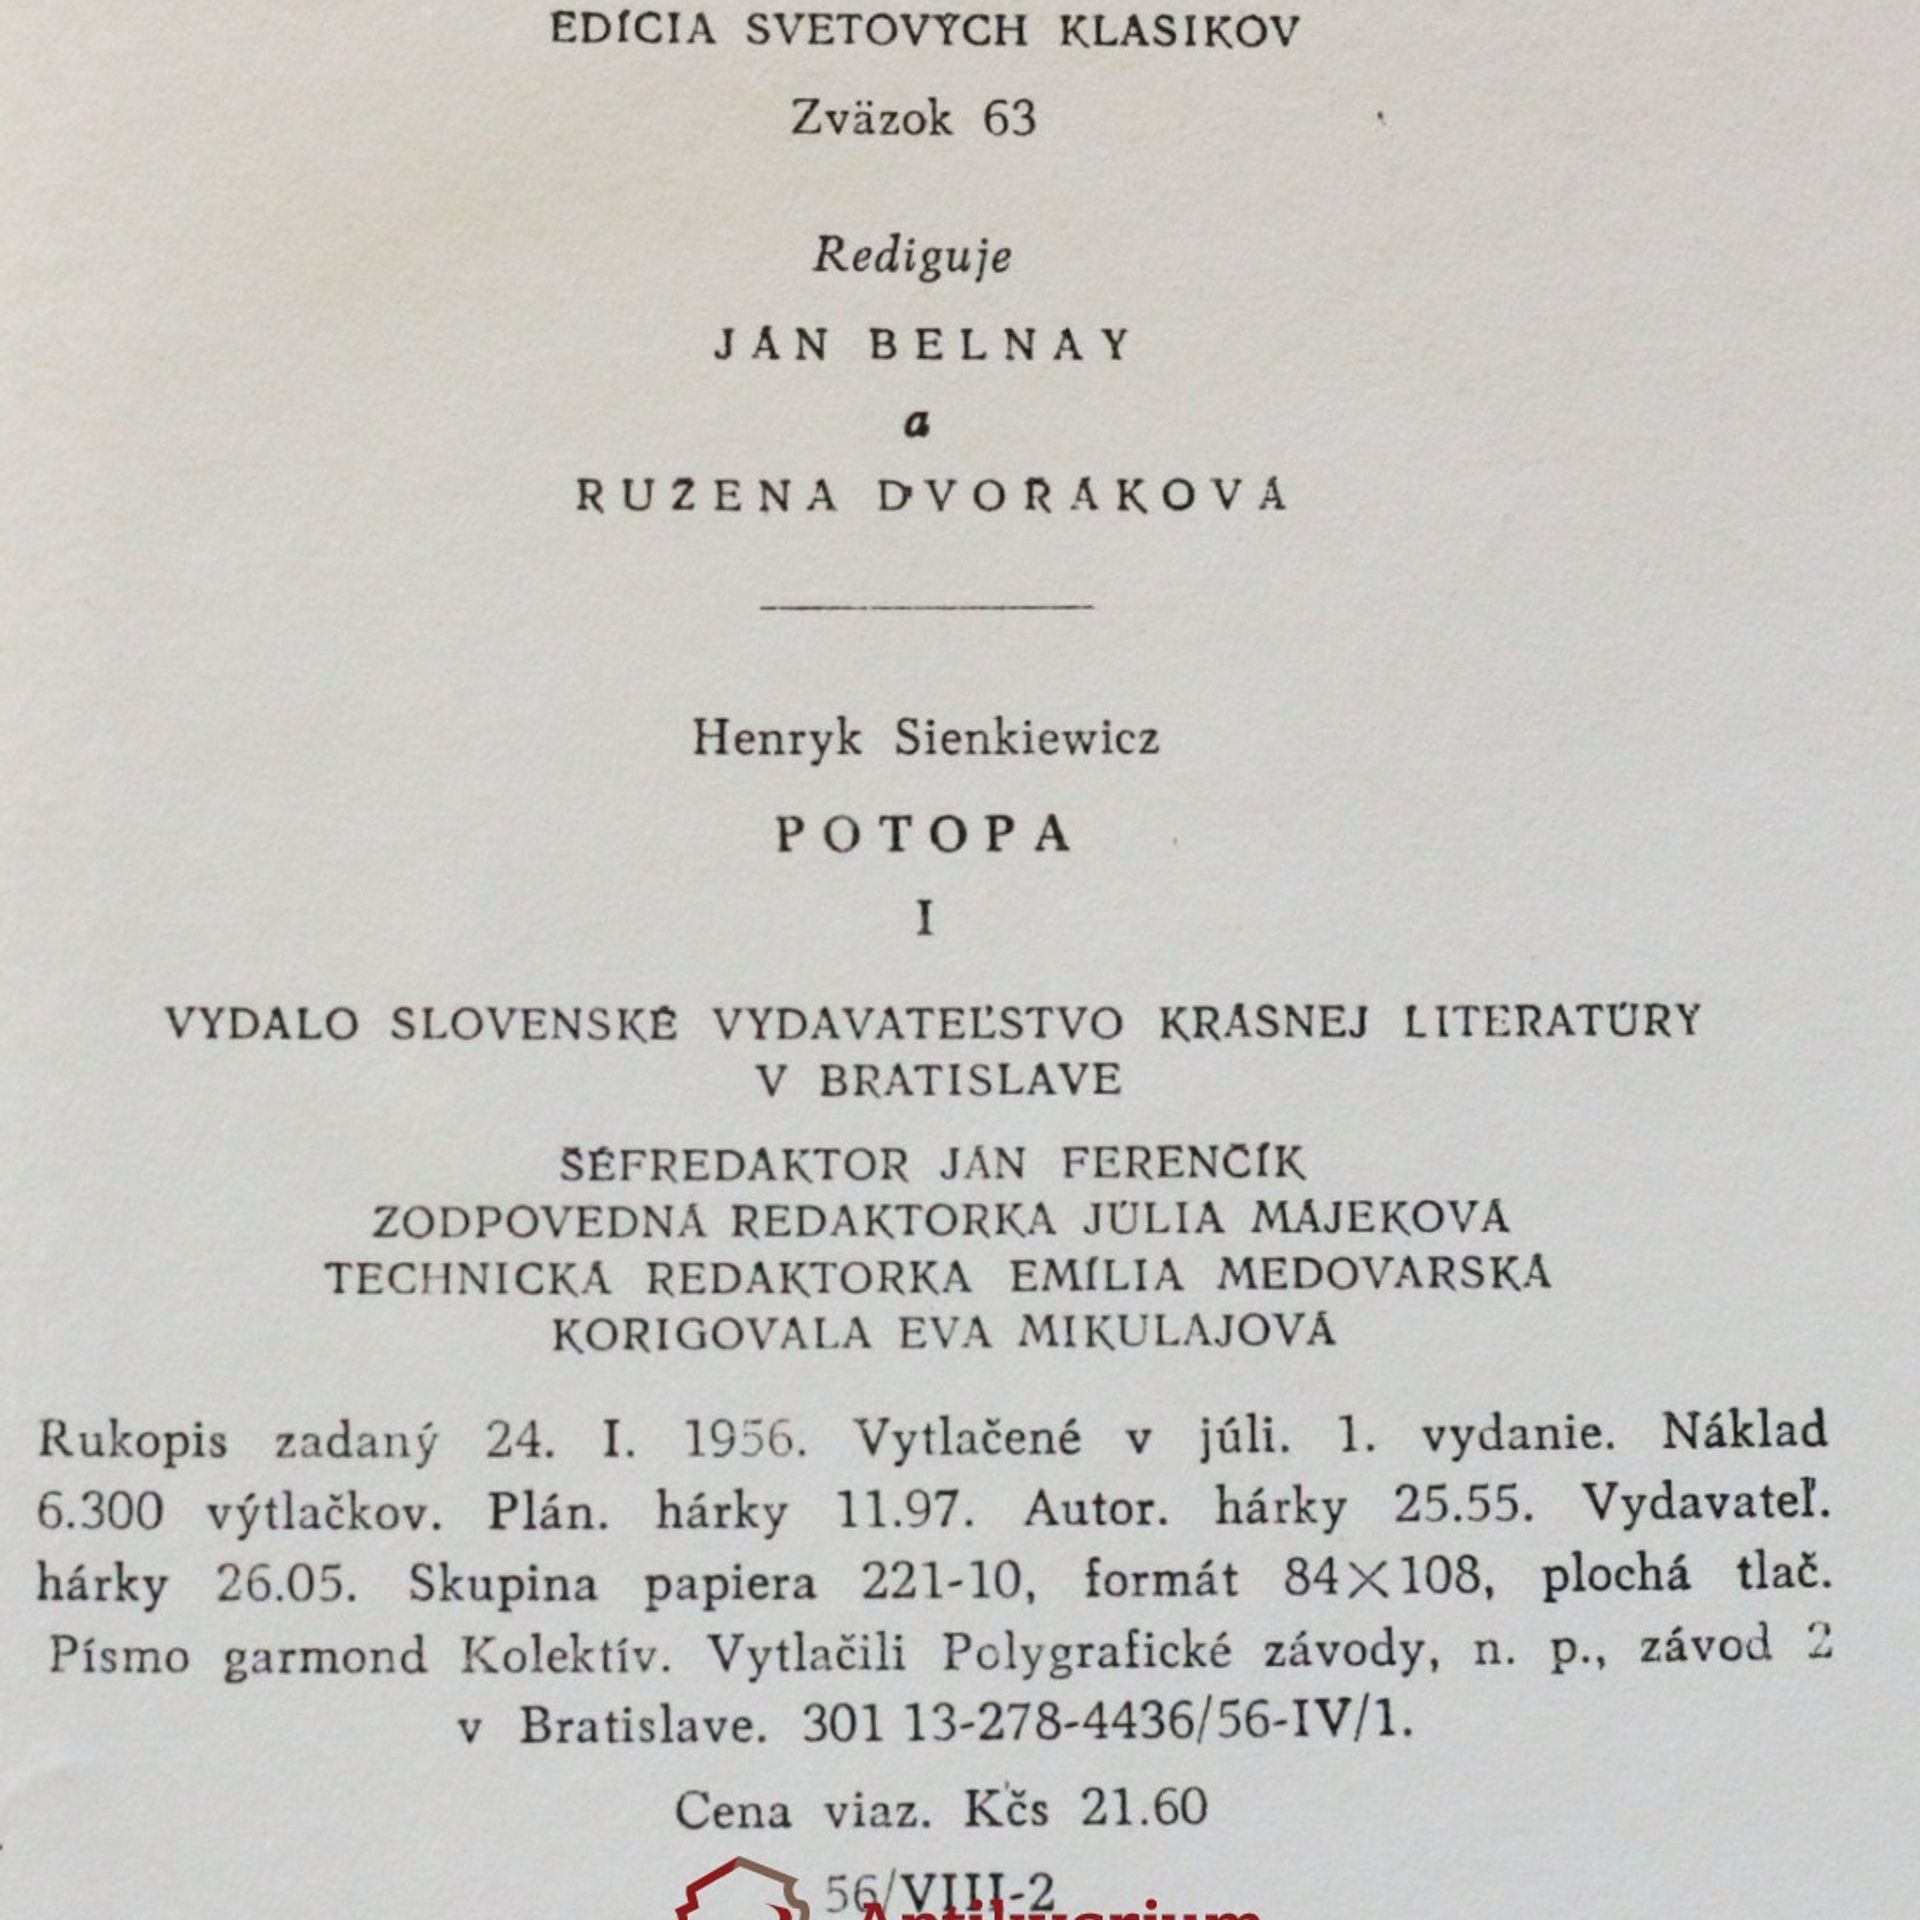 EDÍCIA SVETOVÝCH KLASIKOV
Zväzok 63
Rediguje
JÁN BELNAY
a
RUŽENA DVOŘÁKOVÁ
Henryk Sienkiewicz
POTOPA
I
VYDALO SLOVENSKÉ VYDAVATEĽSTVO KRÁSNEJ LITERATÚRY
V BRATISLAVE
ŠÉFREDAKTOR JÁN FERENČÍK
ZODPOVEDNÁ REDAKTORKA JÚLIA MÁJEKOVÁ
TECHNICKÁ REDAKTORKA EMÍLIA MEDOVARSKÁ
KORIGOVALA EVA MIKULAJOVÁ
Rukopis zadaný 24. I. 1956. Vytlačené v júli. 1. vydanie. Náklad
6.300 výtlačkov. Plán. hárky 11.97. Autor. hárky 25.55. Vydavateľ.
hárky 26.05. Skupina papiera 221-10, formát 84×108, plochá tlač.
Písmo garmond Kolektív. Vytlačili Polygrafické závody, n. p., závod 2
v Bratislave. 301 13-278-4436/56-IV/1.
Cena viaz. Kčs 21.60
56/VIII-2